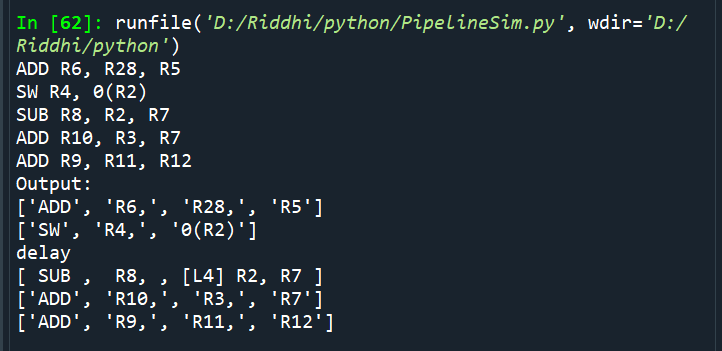 In [62]: runfile('D:/Riddhi/python/PipelineSim.py', wdir='D:/
Riddhi/python')
ADD R6, R28, R5
SW R4, 0(R2)
SUB R8, R2, R7
ADD R10, R3, R7
ADD R9, R11, R12
Output:
['ADD', 'R6,', 'R28,', 'R5']
['SW', 'R4,', '0(R2)']
delay
[ SUB ,  R8, , [L4] R2, R7 ]
['ADD', 'R10,', 'R3,', 'R7']
['ADD', 'R9,', 'R11,', 'R12']